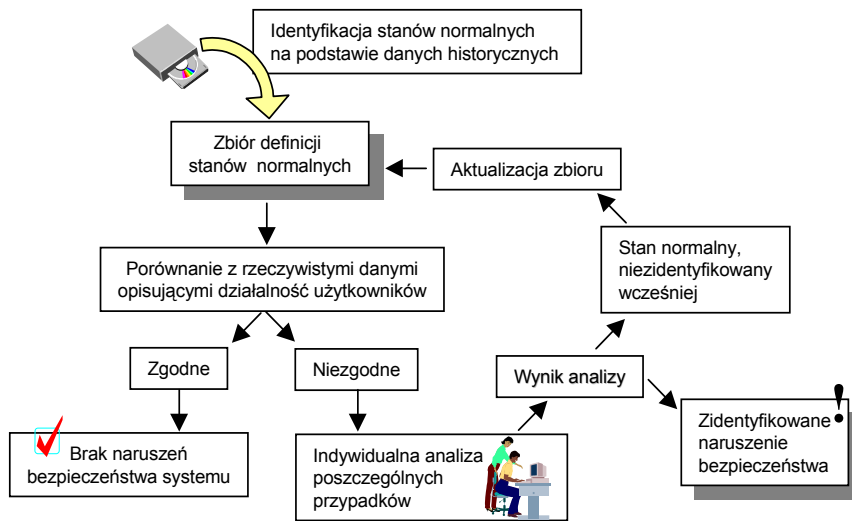 Identyfikacja stanów normalnych
na podstawie danych historycznych
Zbiór definicji
stanów normalnych
Aktualizacja zbioru
Stan normalny,
niezidentyfikowany
wcześniej
Porównanie z rzeczywistymi danymi
opisującymi działalność użytkowników
Zgodne
Niezgodne
Wynik analizy
Brak naruszeń
bezpieczeństwa systemu
Indywidualna analiza
poszczególnych
przypadków
!
Zidentyfikowane
naruszenie
bezpieczeństwa